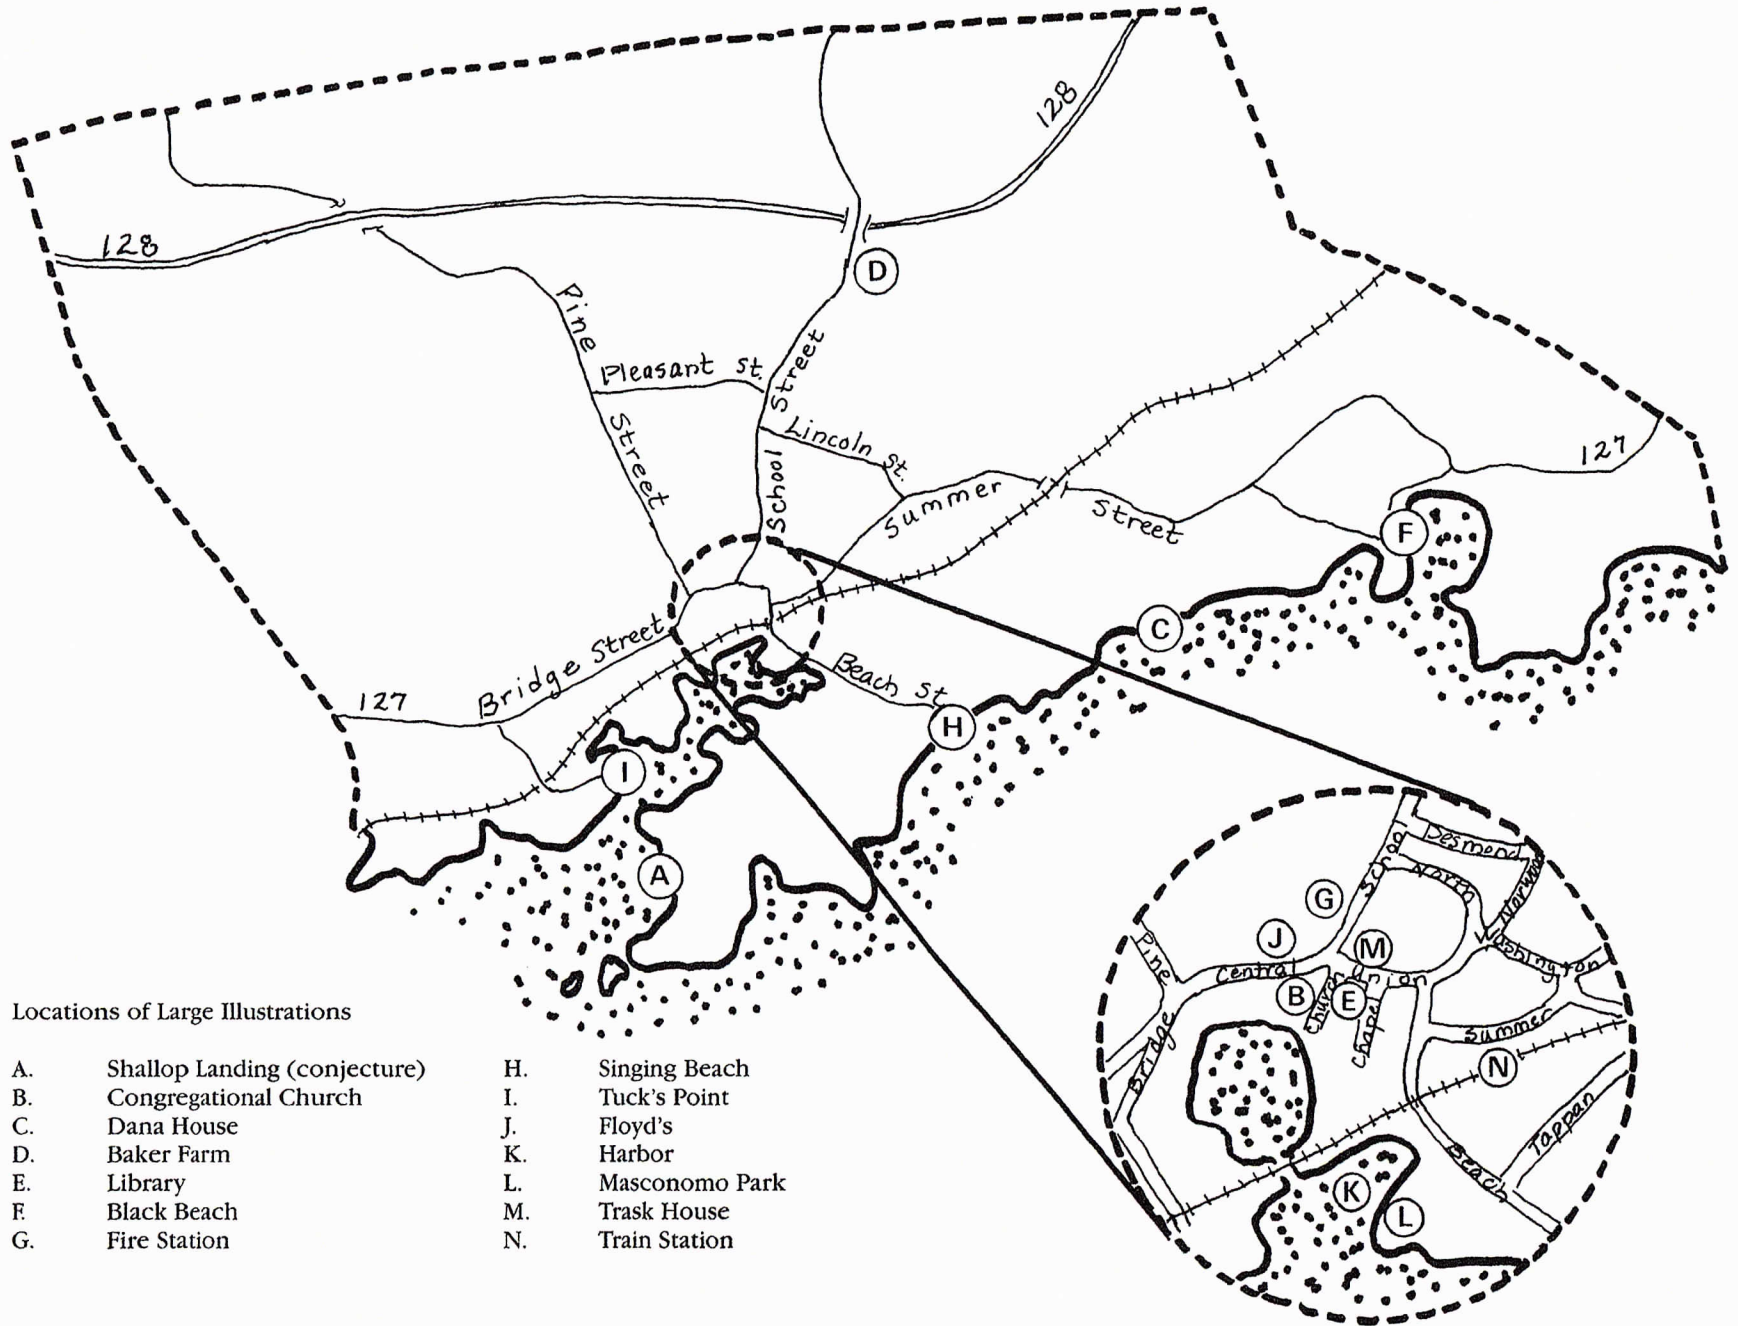 128
128
D
Pine
Street
Pleasant St.
School
Street
Lincoln St.
Summer
Street
127
F
C
Bridge Street
127
Beach St
H
I
A
Desmond
School
North
Norwood
G
J
M
Washington
Pine
Central
Union
B
Church
E
Chapel
Summer
N
Bridge
Tappan
Beach
K
L
Locations of Large Illustrations
A. Shallop Landing (conjecture)
B. Congregational Church
C. Dana House
D. Baker Farm
E. Library
F. Black Beach
G. Fire Station
H. Singing Beach
I. Tuck's Point
J. Floyd's
K. Harbor
L. Masconomo Park
M. Trask House
N. Train Station